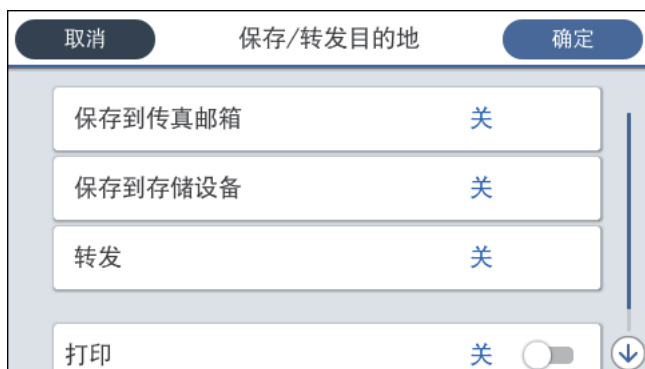 取消 保存/转发目的地 确定
保存到传真邮箱 关
保存到存储设备 关
转发 关
打印 关